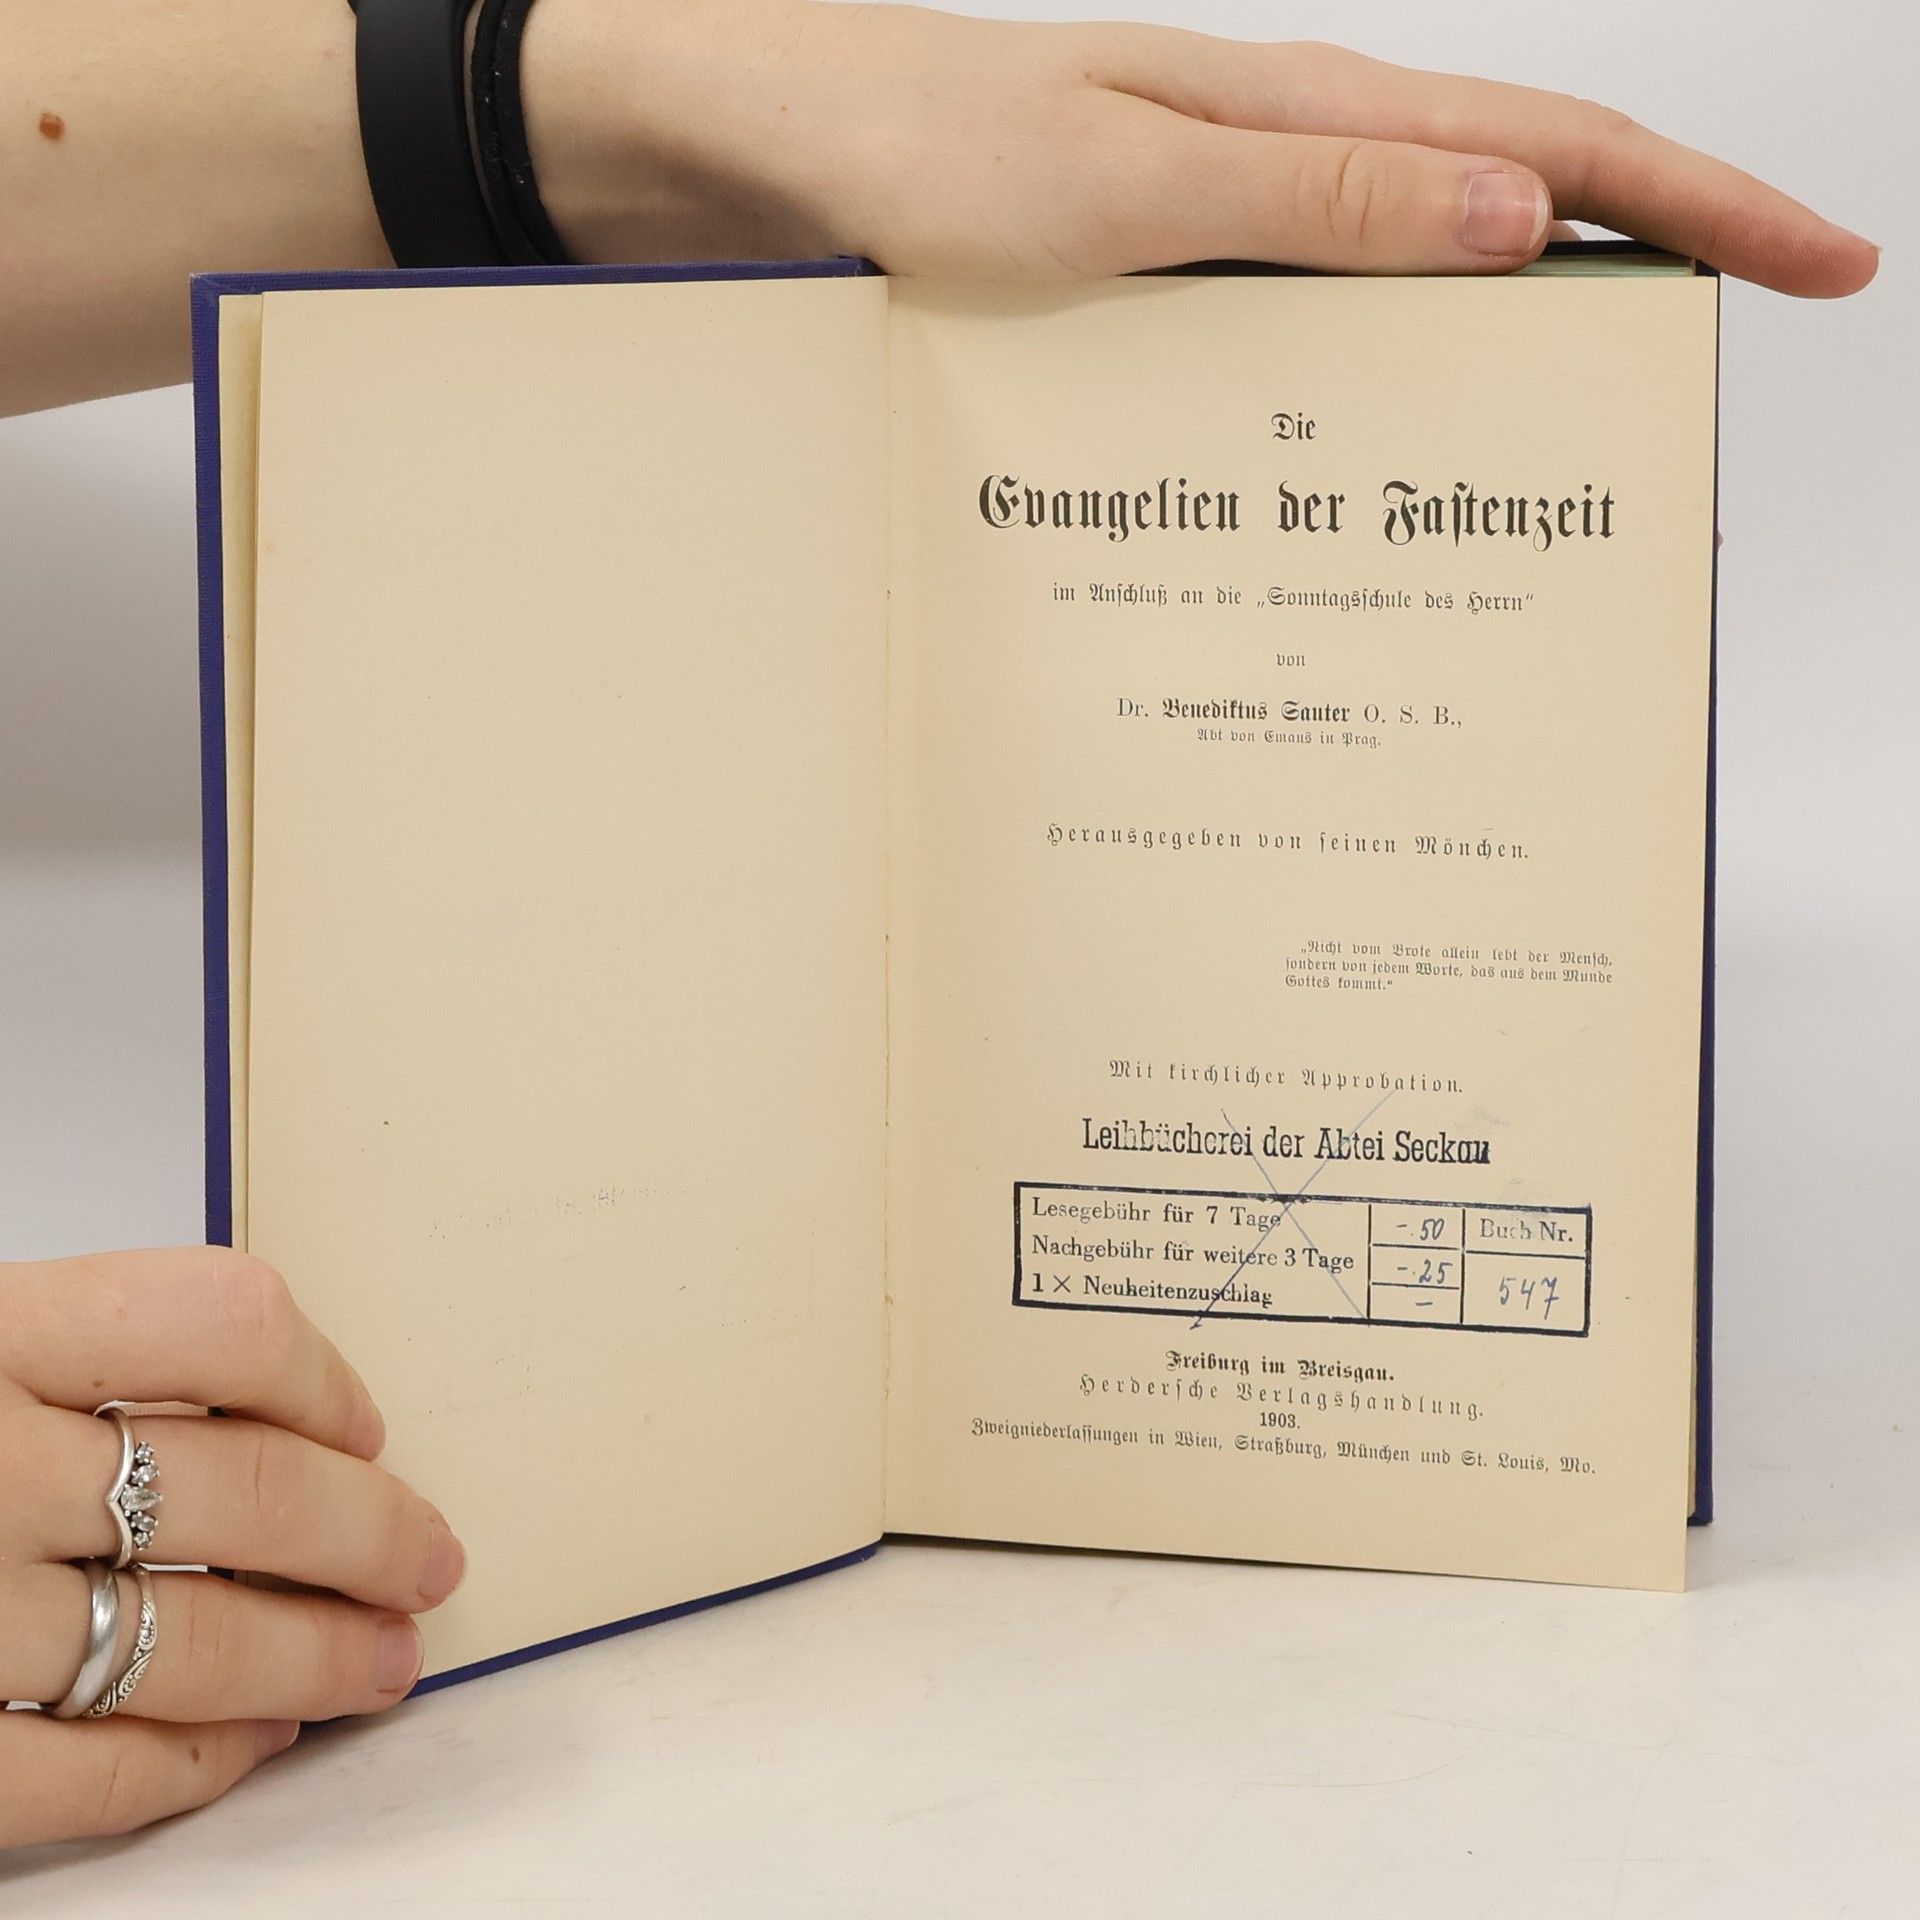 Die
Evangelien der Fastenzeit
im Anschluß an die „Sonntagsschule des Herrn“
von
Dr. Benediktus Sauter O. S. B.,
Abt von Emaus in Prag.
Herausgegeben von seinen Mönchen.
„Nicht vom Brote allein lebt der Mensch,
sondern von jedem Worte, das aus dem Munde
Gottes kommt.“
Mit kirchlicher Approbation.
Leihbücherei der Abtei Seckau
Lesegebühr für 7 Tage -.50 Buch Nr.
Nachgebühr für weitere 3 Tage -.25 547
1 × Neuheitenzuschlag –
Freiburg im Breisgau.
Herdersche Verlagshandlung.
1903.
Zweigniederlassungen in Wien, Straßburg, München und St. Louis, Mo.